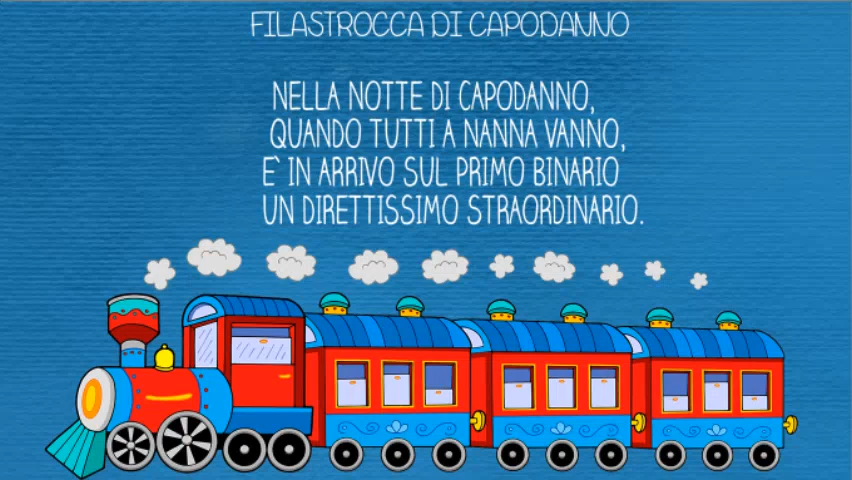 FILASTROCCA DI CAPODANNO
NELLA NOTTE DI CAPODANNO,
QUANDO TUTTI A NANNA VANNO,
E` IN ARRIVO SUL PRIMO BINARIO
UN DIRETTISSIMO STRAORDINARIO.